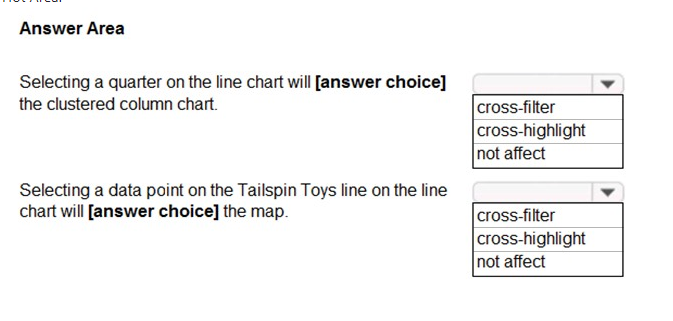 Answer Area
Selecting a quarter on the line chart will [answer choice]
the clustered column chart.
cross-filter
cross-highlight
not affect
Selecting a data point on the Tailspin Toys line on the line
chart will [answer choice] the map.
cross-filter
cross-highlight
not affect